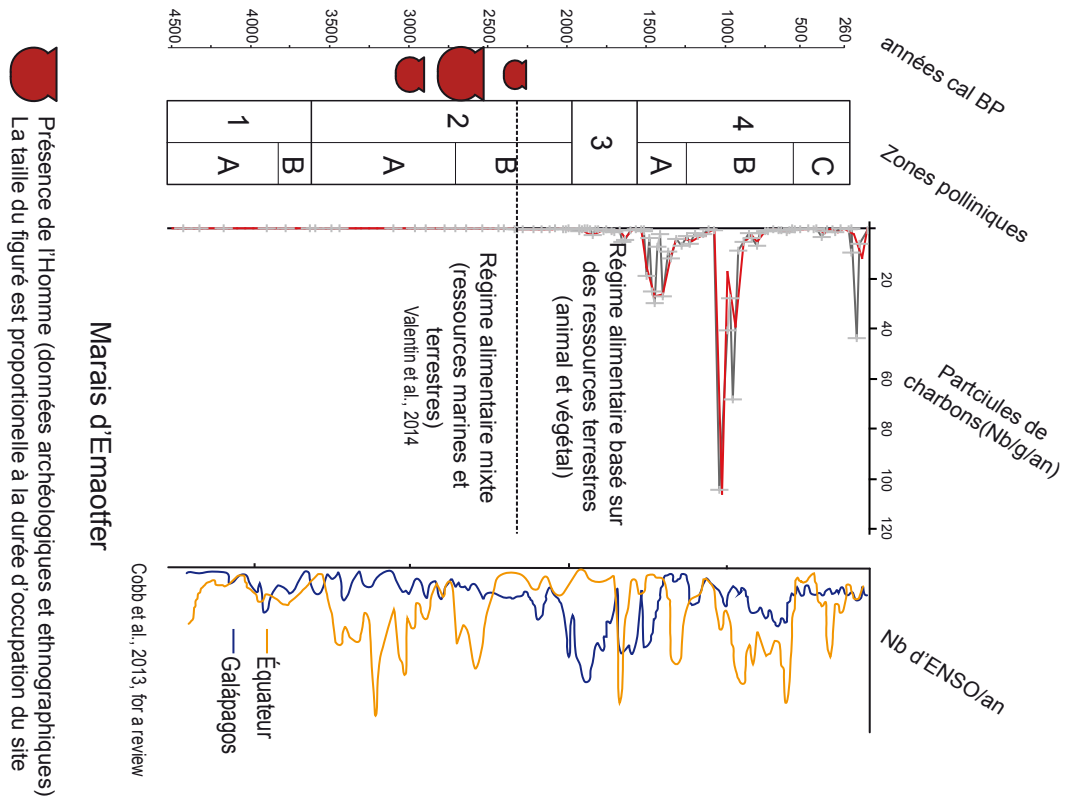 années cal BP
Zones polliniques
Partciules de
charbons(Nb/g/an)
Nb d'ENSO/an
4500
4000
3500
3000
2500
2000
1500
1000
500
260
1
2
3
4
A
B
A
B
A
B
C
20
40
60
80
100
120
Régime alimentaire basé sur
des ressources terrestres
(animal et végétal)
Régime alimentaire mixte
(ressources marines et
terrestres)
Valentin et al., 2014
Équateur
Galápagos
Cobb et al., 2013, for a review
Marais d'Emaotfer
Présence de l'Homme (données archéologiques et ethnographiques)
La taille du figuré est proportionelle à la durée d'occupation du site